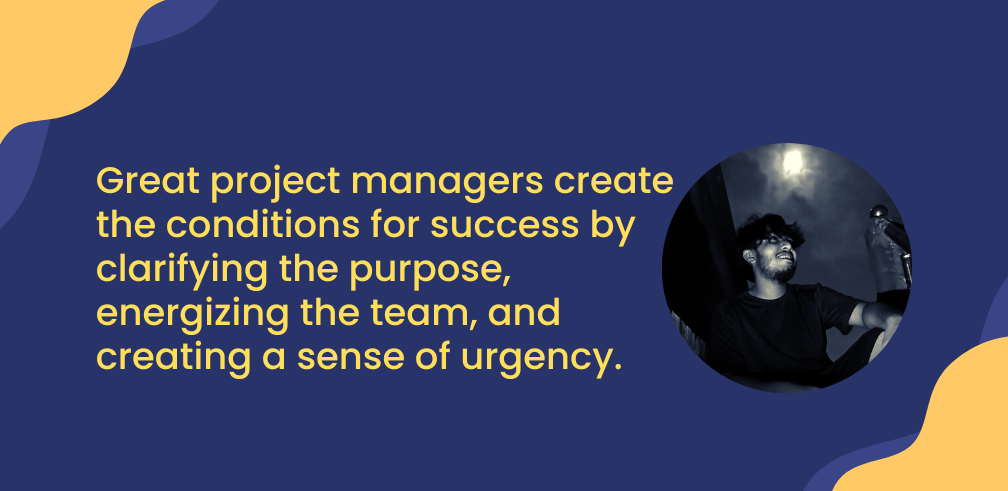 Great project managers create
the conditions for success by
clarifying the purpose,
energizing the team, and
creating a sense of urgency.